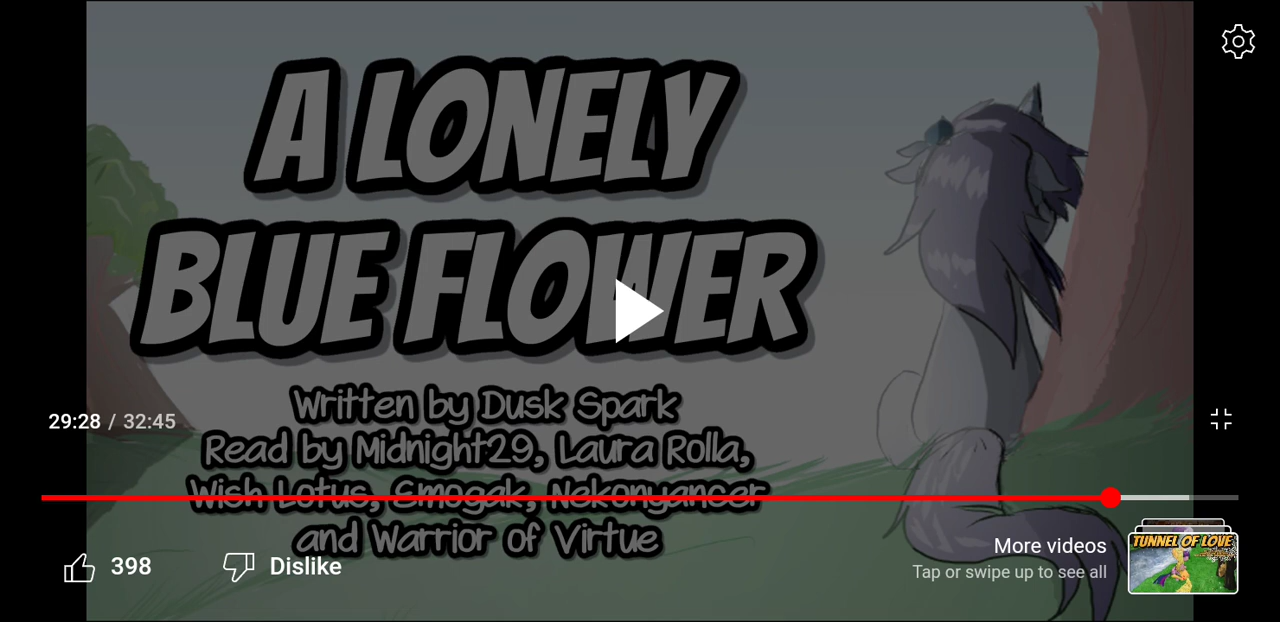 A LONELY
BLUE FLOWER
Written by Dusk Spark
Read by Midnight29, Laura Rolla,
Wish Lotus, Emogak, Nekonyancer
and Warrior of Virtue
29:28 / 32:45
398
Dislike
More videos
Tap or swipe up to see all
TUNNEL OF LOVE